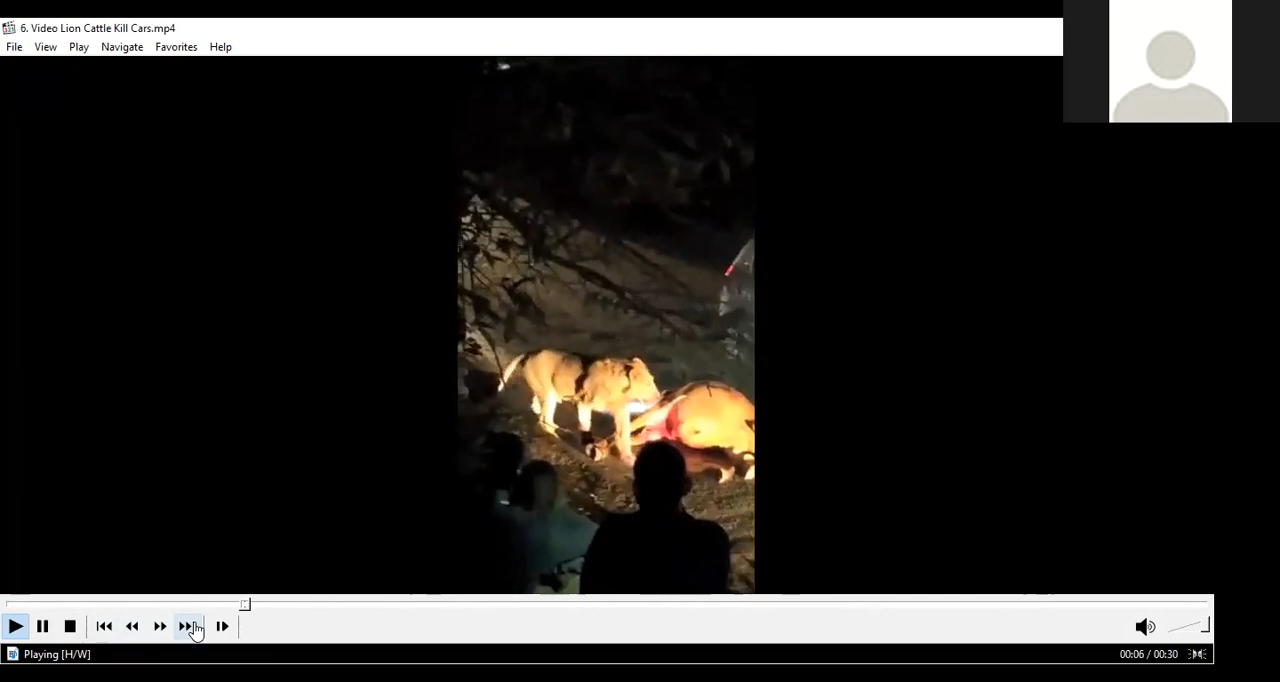 6. Video Lion Cattle Kill Cars.mp4
File View Play Navigate Favorites Help
Playing [H/W]
00:06 / 00:30